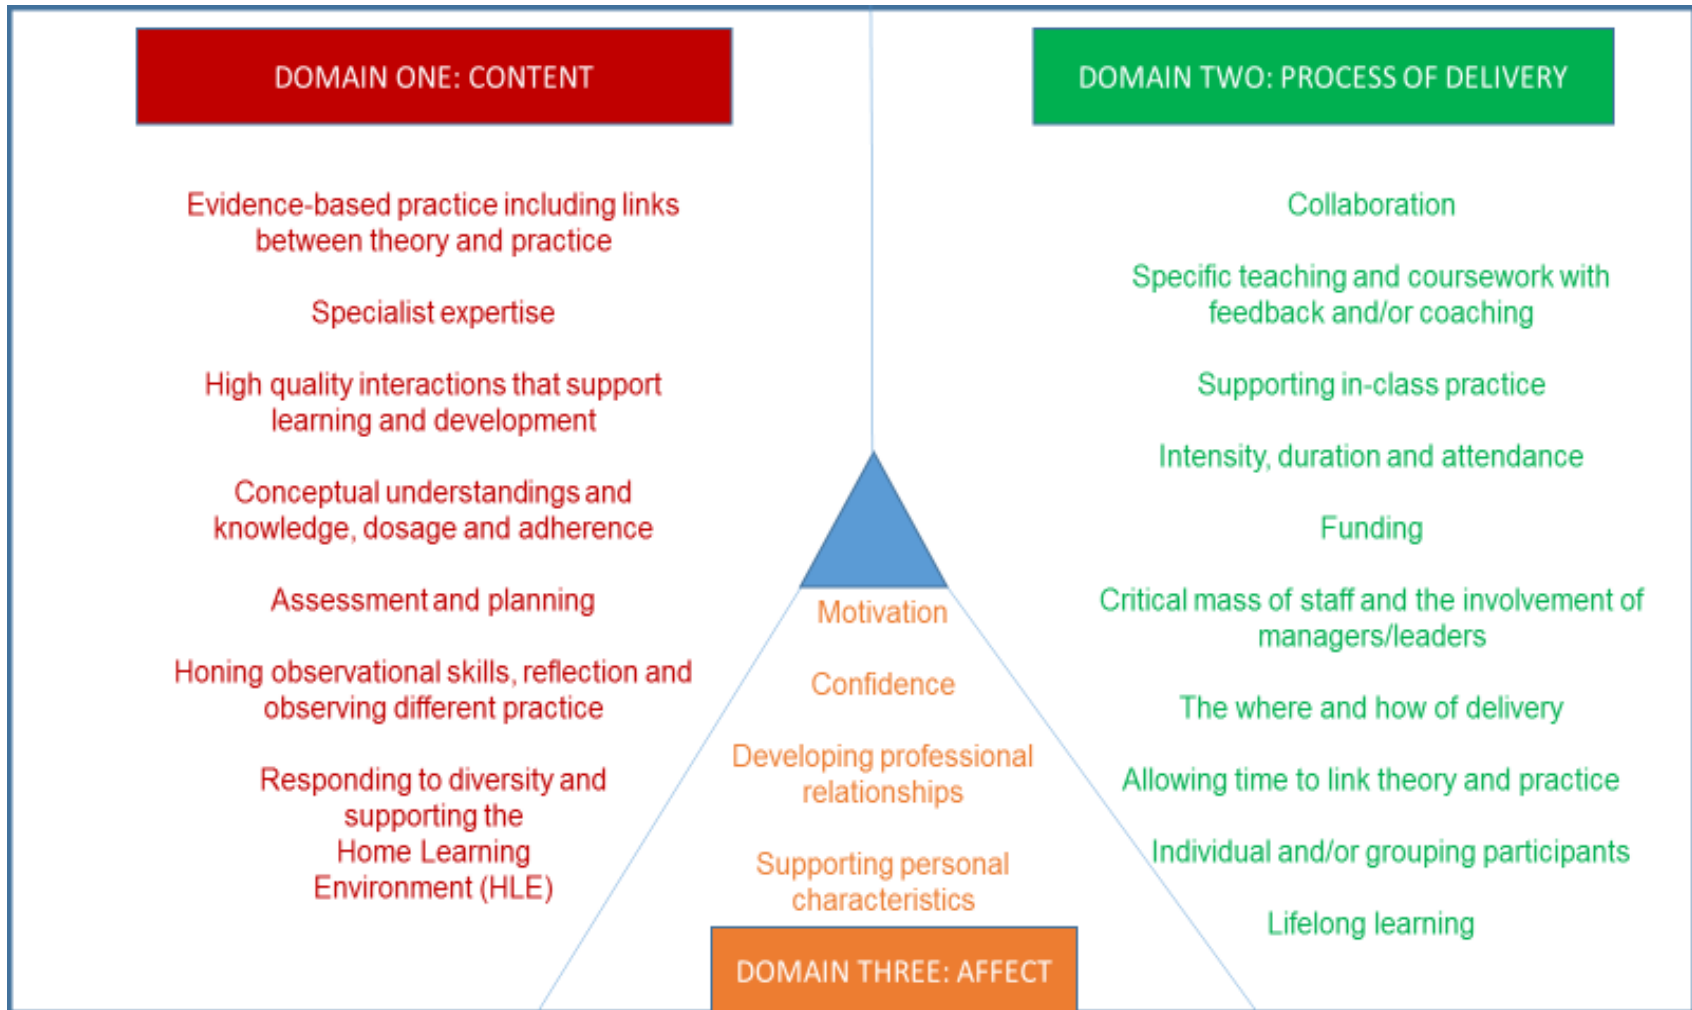 DOMAIN ONE: CONTENT
Evidence-based practice including links
between theory and practice
Specialist expertise
High quality interactions that support
learning and development
Conceptual understandings and
knowledge, dosage and adherence
Assessment and planning
Honing observational skills, reflection and
observing different practice
Responding to diversity and
supporting the
Home Learning
Environment (HLE)
DOMAIN TWO: PROCESS OF DELIVERY
Collaboration
Specific teaching and coursework with
feedback and/or coaching
Supporting in-class practice
Intensity, duration and attendance
Funding
Critical mass of staff and the involvement of
managers/leaders
The where and how of delivery
Allowing time to link theory and practice
Individual and/or grouping participants
Lifelong learning
Motivation
Confidence
Developing professional
relationships
Supporting personal
characteristics
DOMAIN THREE: AFFECT